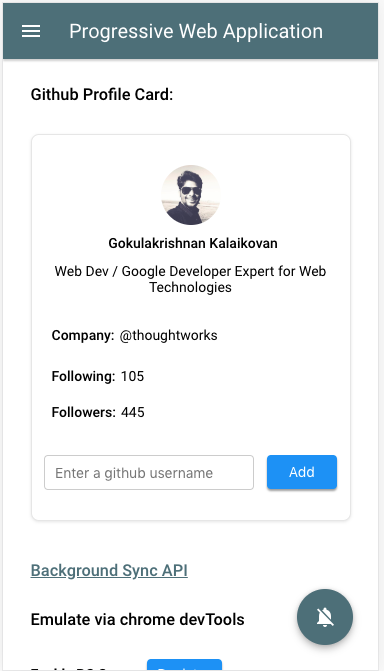 Progressive Web Application
Github Profile Card:
Gokulakrishnan Kalaikovan
Web Dev / Google Developer Expert for Web
Technologies
Company: @thoughtworks
Following: 105
Followers: 445
Enter a github username
Add
Background Sync API
Emulate via chrome devTools